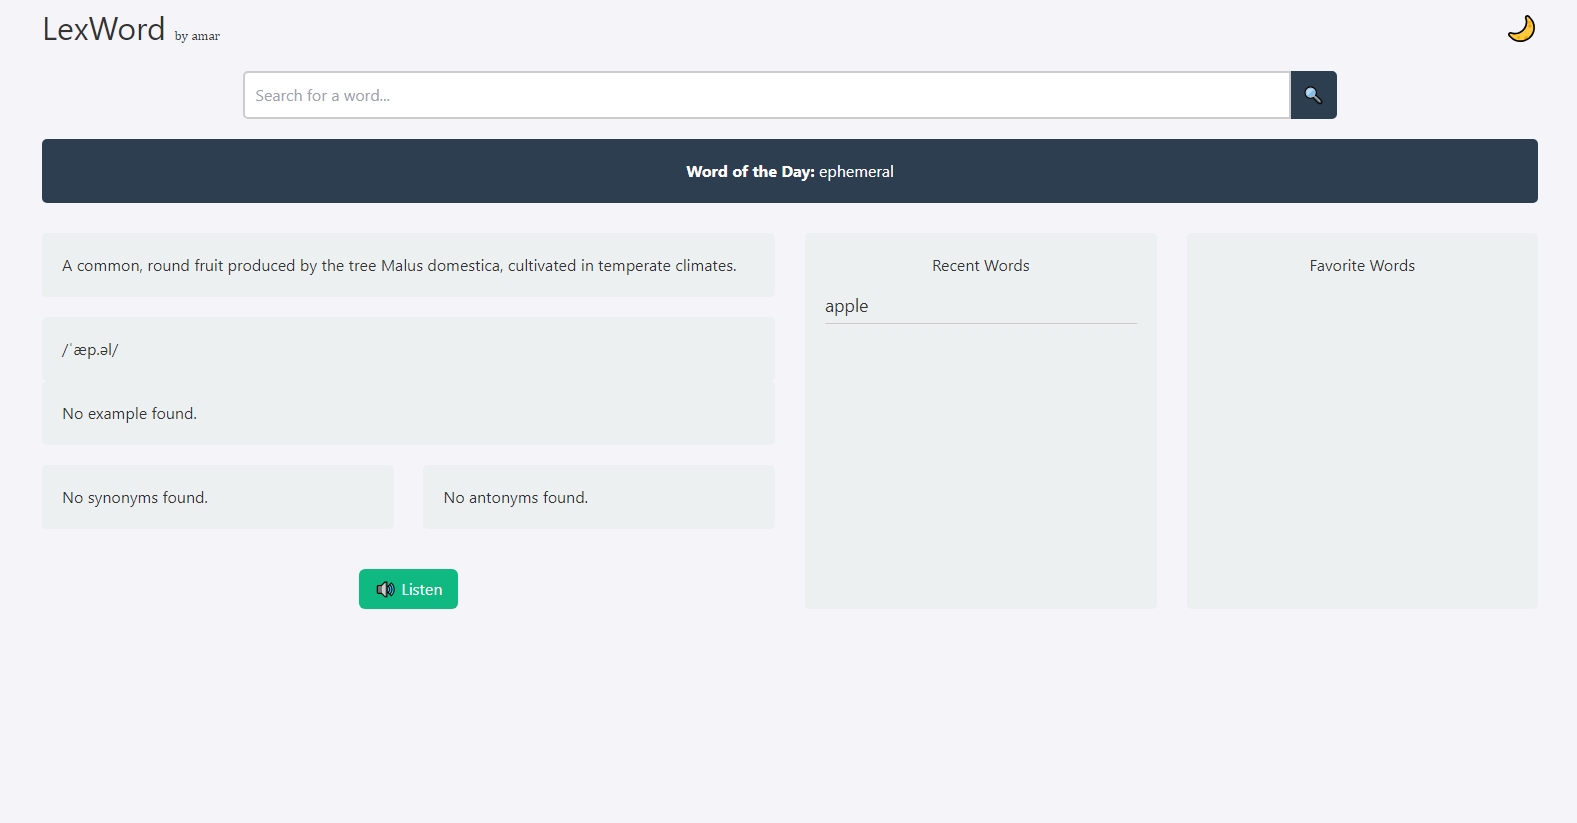 LexWord by amar
Search for a word...
Word of the Day: ephemeral
A common, round fruit produced by the tree Malus domestica, cultivated in temperate climates.
/ˈæp.əl/
No example found.
No synonyms found.
No antonyms found.
Listen
Recent Words
apple
Favorite Words